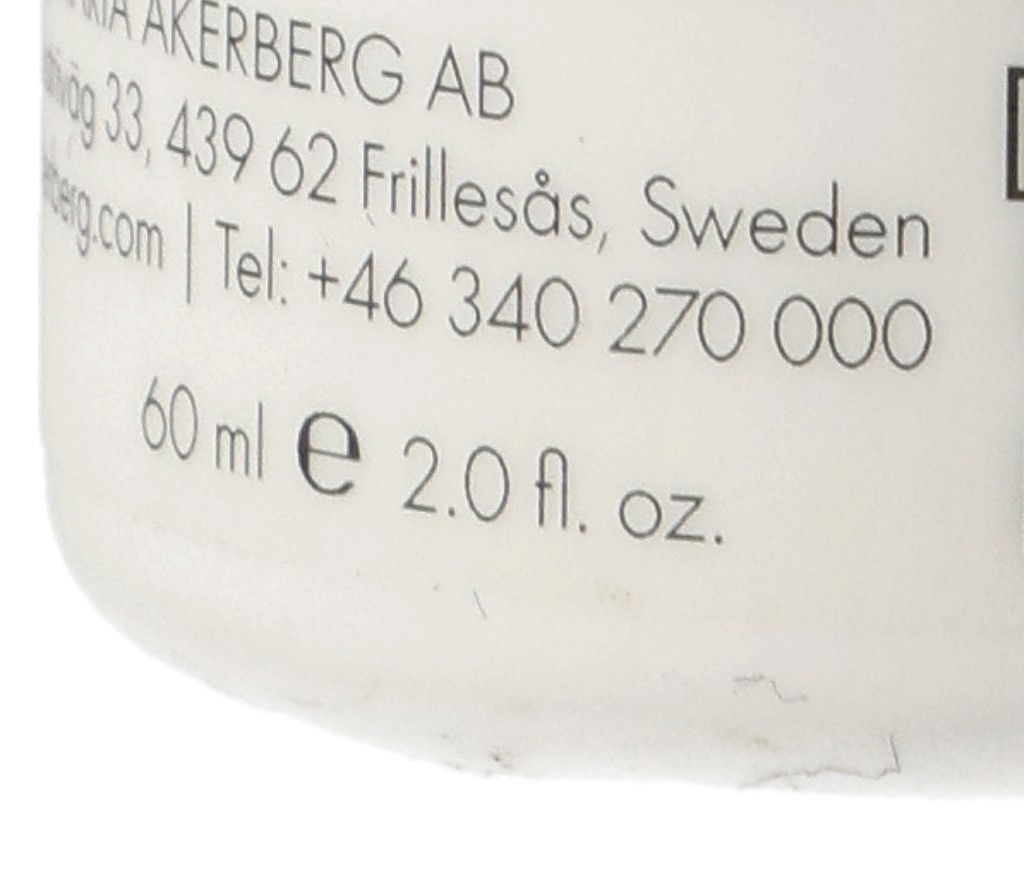 AKERBERG AB
33, 439 62 Frillesås, Sweden
| Tel: +46 340 270 000
60 ml e 2.0 fl. oz.